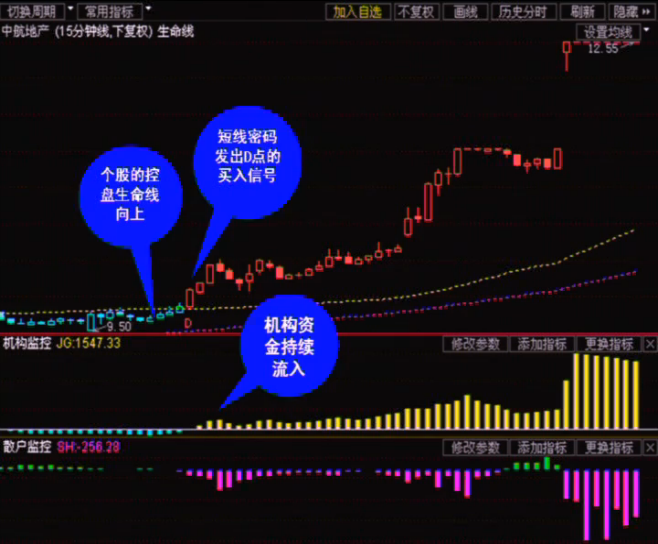 切换周期 常用指标 加入自选 不复权 画线 历史分时 刷新 隐藏
中航地产 (15分钟线,下复权) 生命线 设置均线
12.55
短线密码
发出D点的
买入信号
个股的控
盘生命线
向上
9.50
D
机构资
金持续
流入
机构监控 JG:1547.33 修改参数 添加指标 更换指标
散户监控 SH:-256.28 修改参数 添加指标 更换指标